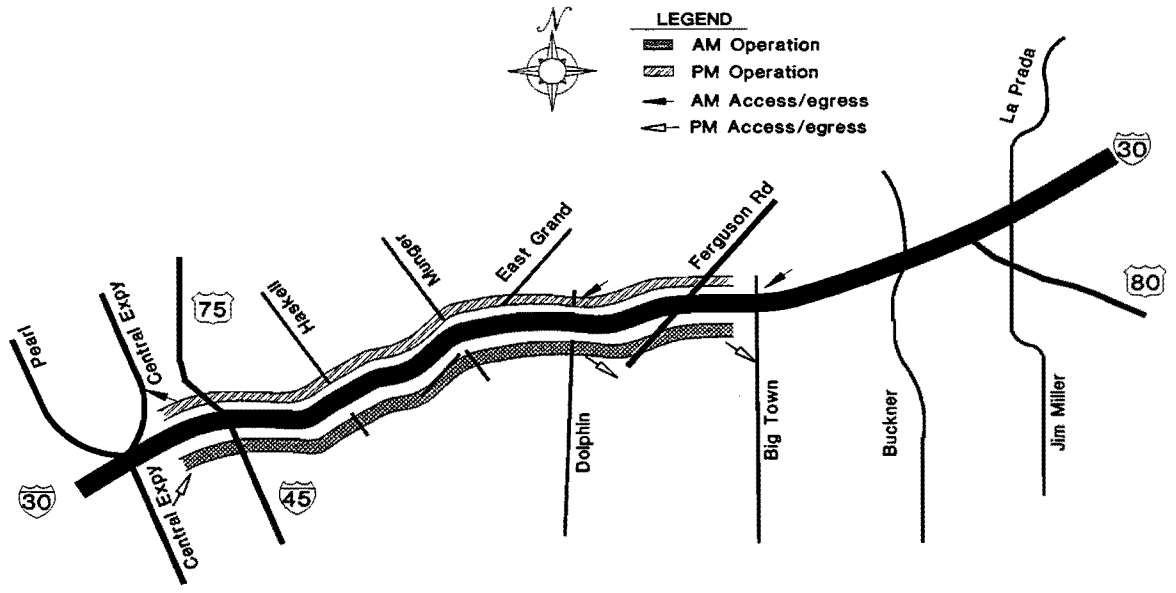 N
LEGEND
AM Operation
PM Operation
AM Access/egress
PM Access/egress
La Prada
30
Ferguson Rd
East Grand
Munger
Haskell
75
80
Central Expy
Pearl
Dolphin
Big Town
Buckner
Jim Miller
30
Central Expy
45